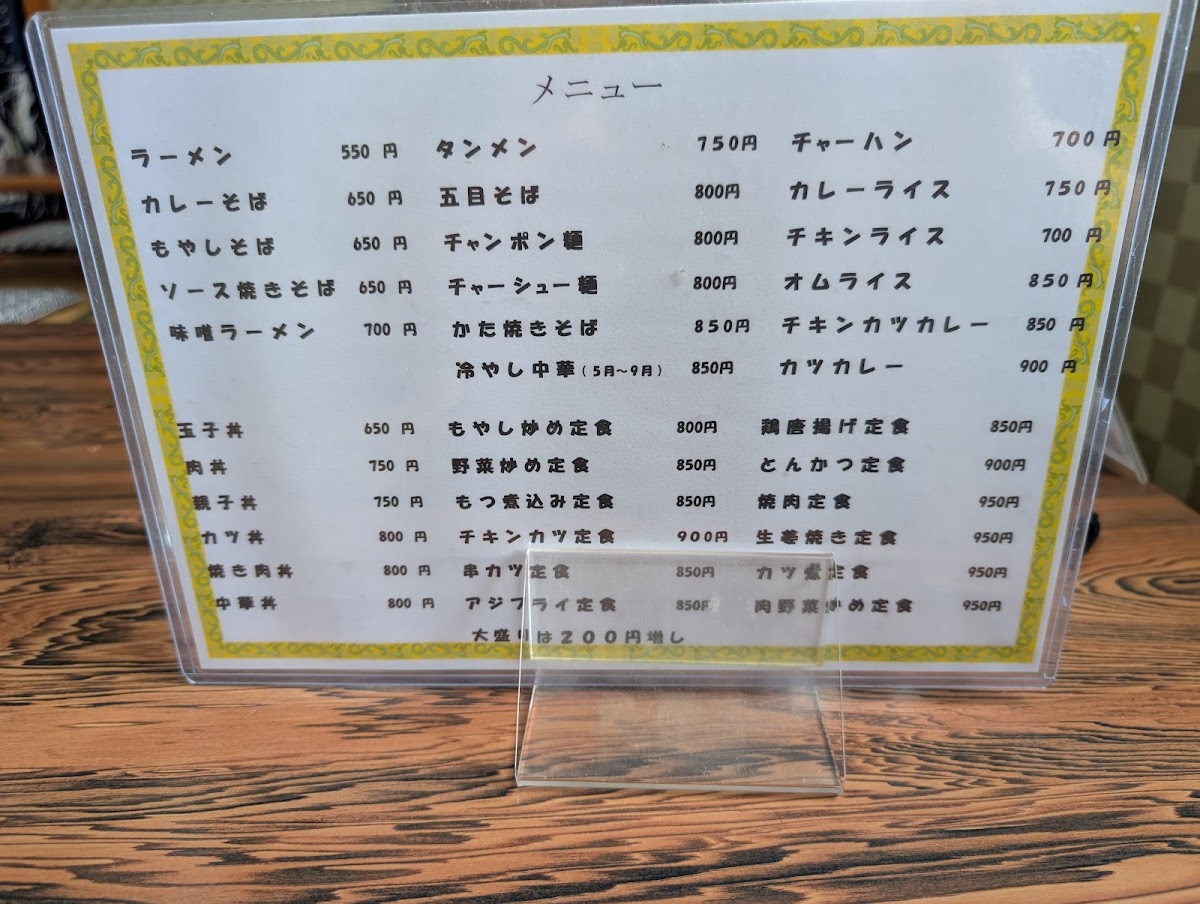 メニュー
ラーメン 550 円 タンメン 750円 チャーハン 700 円
カレーそば 650 円 五目そば 800円 カレーライス 750 円
もやしそば 650 円 チャンポン麺 800円 チキンライス 700 円
ソース焼きそば 650 円 チャーシュー麺 800円 オムライス 850 円
味噌ラーメン 700 円 かた焼きそば 850円 チキンカツカレー 850 円
冷やし中華(5月~9月) 850円 カツカレー 900 円
玉子丼 650 円 もやし炒め定食 800円 鶏唐揚げ定食 850円
肉丼 750 円 野菜炒め定食 850円 とんかつ定食 900円
親子丼 750 円 もつ煮込み定食 850円 焼肉定食 950円
カツ丼 800 円 チキンカツ定食 900円 生姜焼き定食 950円
焼き肉丼 800 円 串カツ定食 850円 カツ煮定食 950円
中華丼 800 円 アジフライ定食 850円 肉野菜炒め定食 950円
大盛りは200円増し